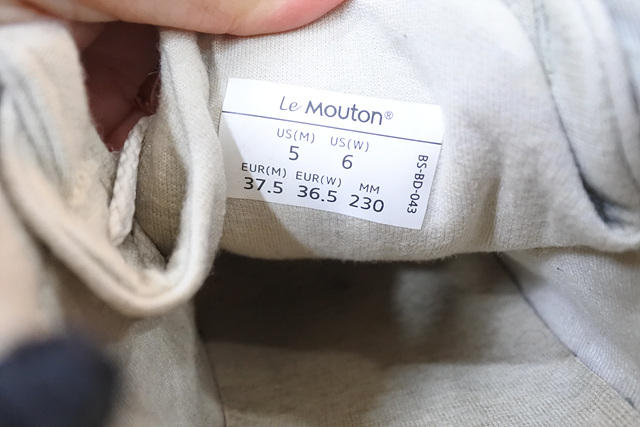 Le Mouton®
US(M) US(W)
5 6
EUR(M) EUR(W) MM
37.5 36.5 230
BS-BD-043